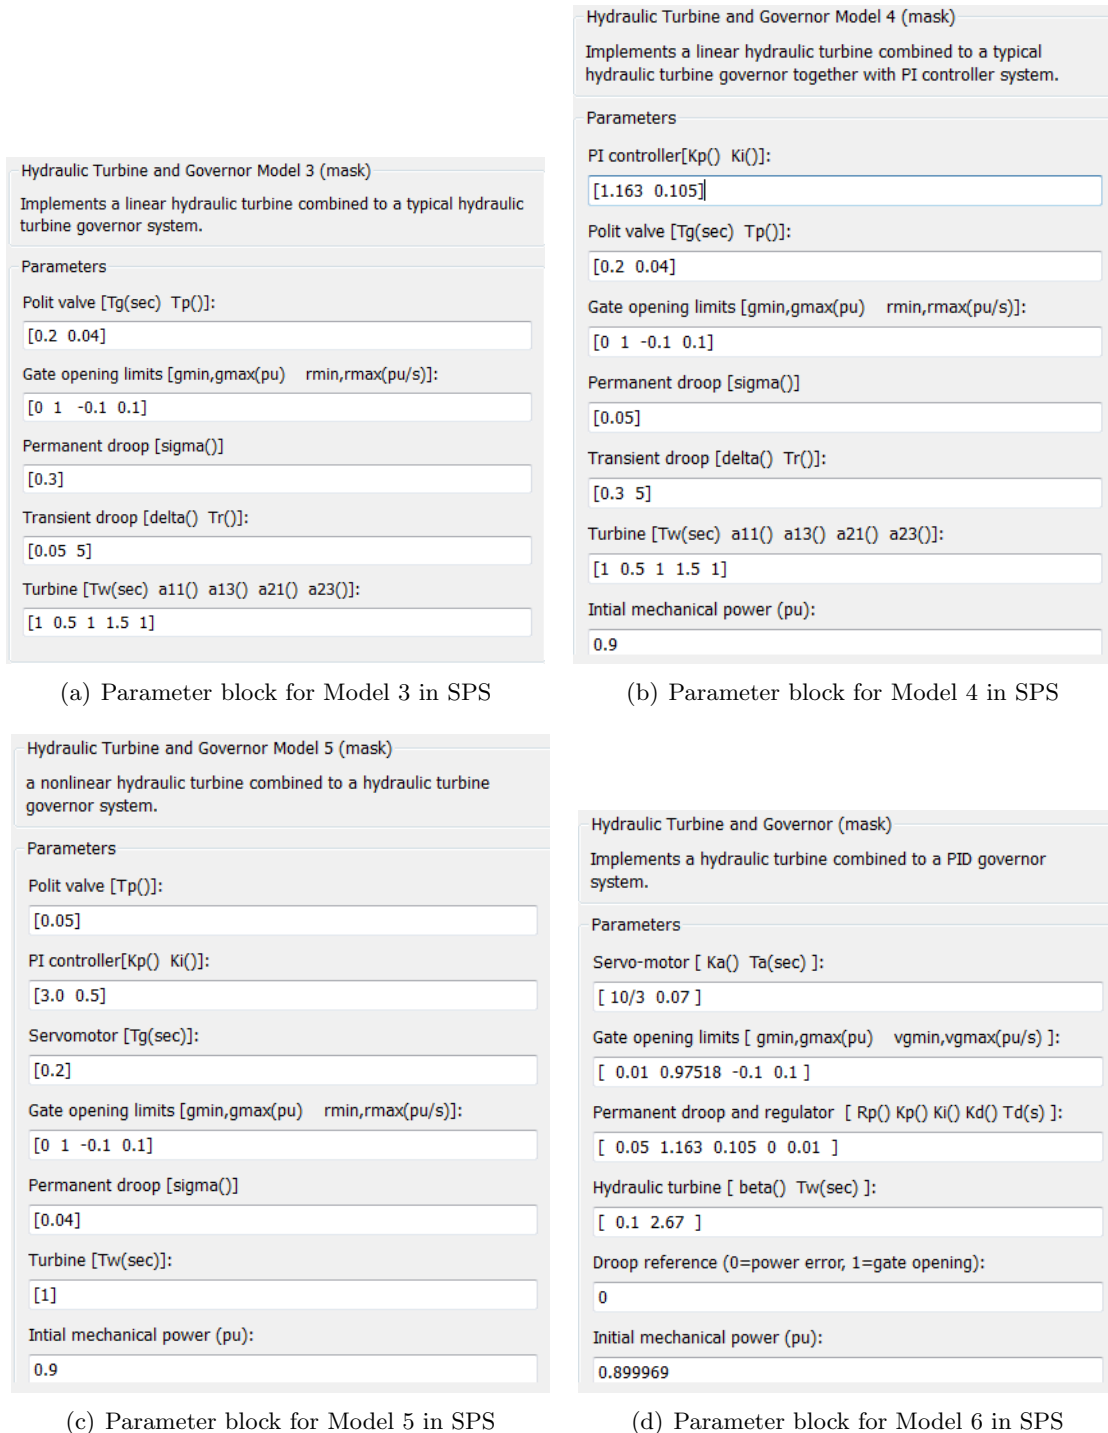 Hydraulic Turbine and Governor Model 3 (mask)
Implements a linear hydraulic turbine combined to a typical hydraulic
turbine governor system.
Parameters
Polit valve [Tg(sec) Tp()]:
[0.2 0.04]
Gate opening limits [gmin,gmax(pu) rmin,rmax(pu/s)]:
[0 1 -0.1 0.1]
Permanent droop [sigma()]
[0.3]
Transient droop [delta() Tr()]:
[0.05 5]
Turbine [Tw(sec) a11() a13() a21() a23()]:
[1 0.5 1 1.5 1]
(a) Parameter block for Model 3 in SPS
Hydraulic Turbine and Governor Model 4 (mask)
Implements a linear hydraulic turbine combined to a typical
hydraulic turbine governor together with PI controller system.
Parameters
PI controller[Kp() Ki()]:
[1.163 0.105]
Polit valve [Tg(sec) Tp()]:
[0.2 0.04]
Gate opening limits [gmin,gmax(pu) rmin,rmax(pu/s)]:
[0 1 -0.1 0.1]
Permanent droop [sigma()]
[0.05]
Transient droop [delta() Tr()]:
[0.3 5]
Turbine [Tw(sec) a11() a13() a21() a23()]:
[1 0.5 1 1.5 1]
Intial mechanical power (pu):
0.9
(b) Parameter block for Model 4 in SPS
Hydraulic Turbine and Governor Model 5 (mask)
a nonlinear hydraulic turbine combined to a hydraulic turbine
governor system.
Parameters
Polit valve [Tp()]:
[0.05]
PI controller[Kp() Ki()]:
[3.0 0.5]
Servomotor [Tg(sec)]:
[0.2]
Gate opening limits [gmin,gmax(pu) rmin,rmax(pu/s)]:
[0 1 -0.1 0.1]
Permanent droop [sigma()]
[0.04]
Turbine [Tw(sec)]:
[1]
Intial mechanical power (pu):
0.9
(c) Parameter block for Model 5 in SPS
Hydraulic Turbine and Governor (mask)
Implements a hydraulic turbine combined to a PID governor
system.
Parameters
Servo-motor [ Ka() Ta(sec) ]:
[ 10/3 0.07 ]
Gate opening limits [ gmin,gmax(pu) vgmin,vgmax(pu/s) ]:
[ 0.01 0.97518 -0.1 0.1 ]
Permanent droop and regulator [ Rp() Kp() Ki() Kd() Td(s) ]:
[ 0.05 1.163 0.105 0 0.01 ]
Hydraulic turbine [ beta() Tw(sec) ]:
[ 0.1 2.67 ]
Droop reference (0=power error, 1=gate opening):
0
Initial mechanical power (pu):
0.899969
(d) Parameter block for Model 6 in SPS